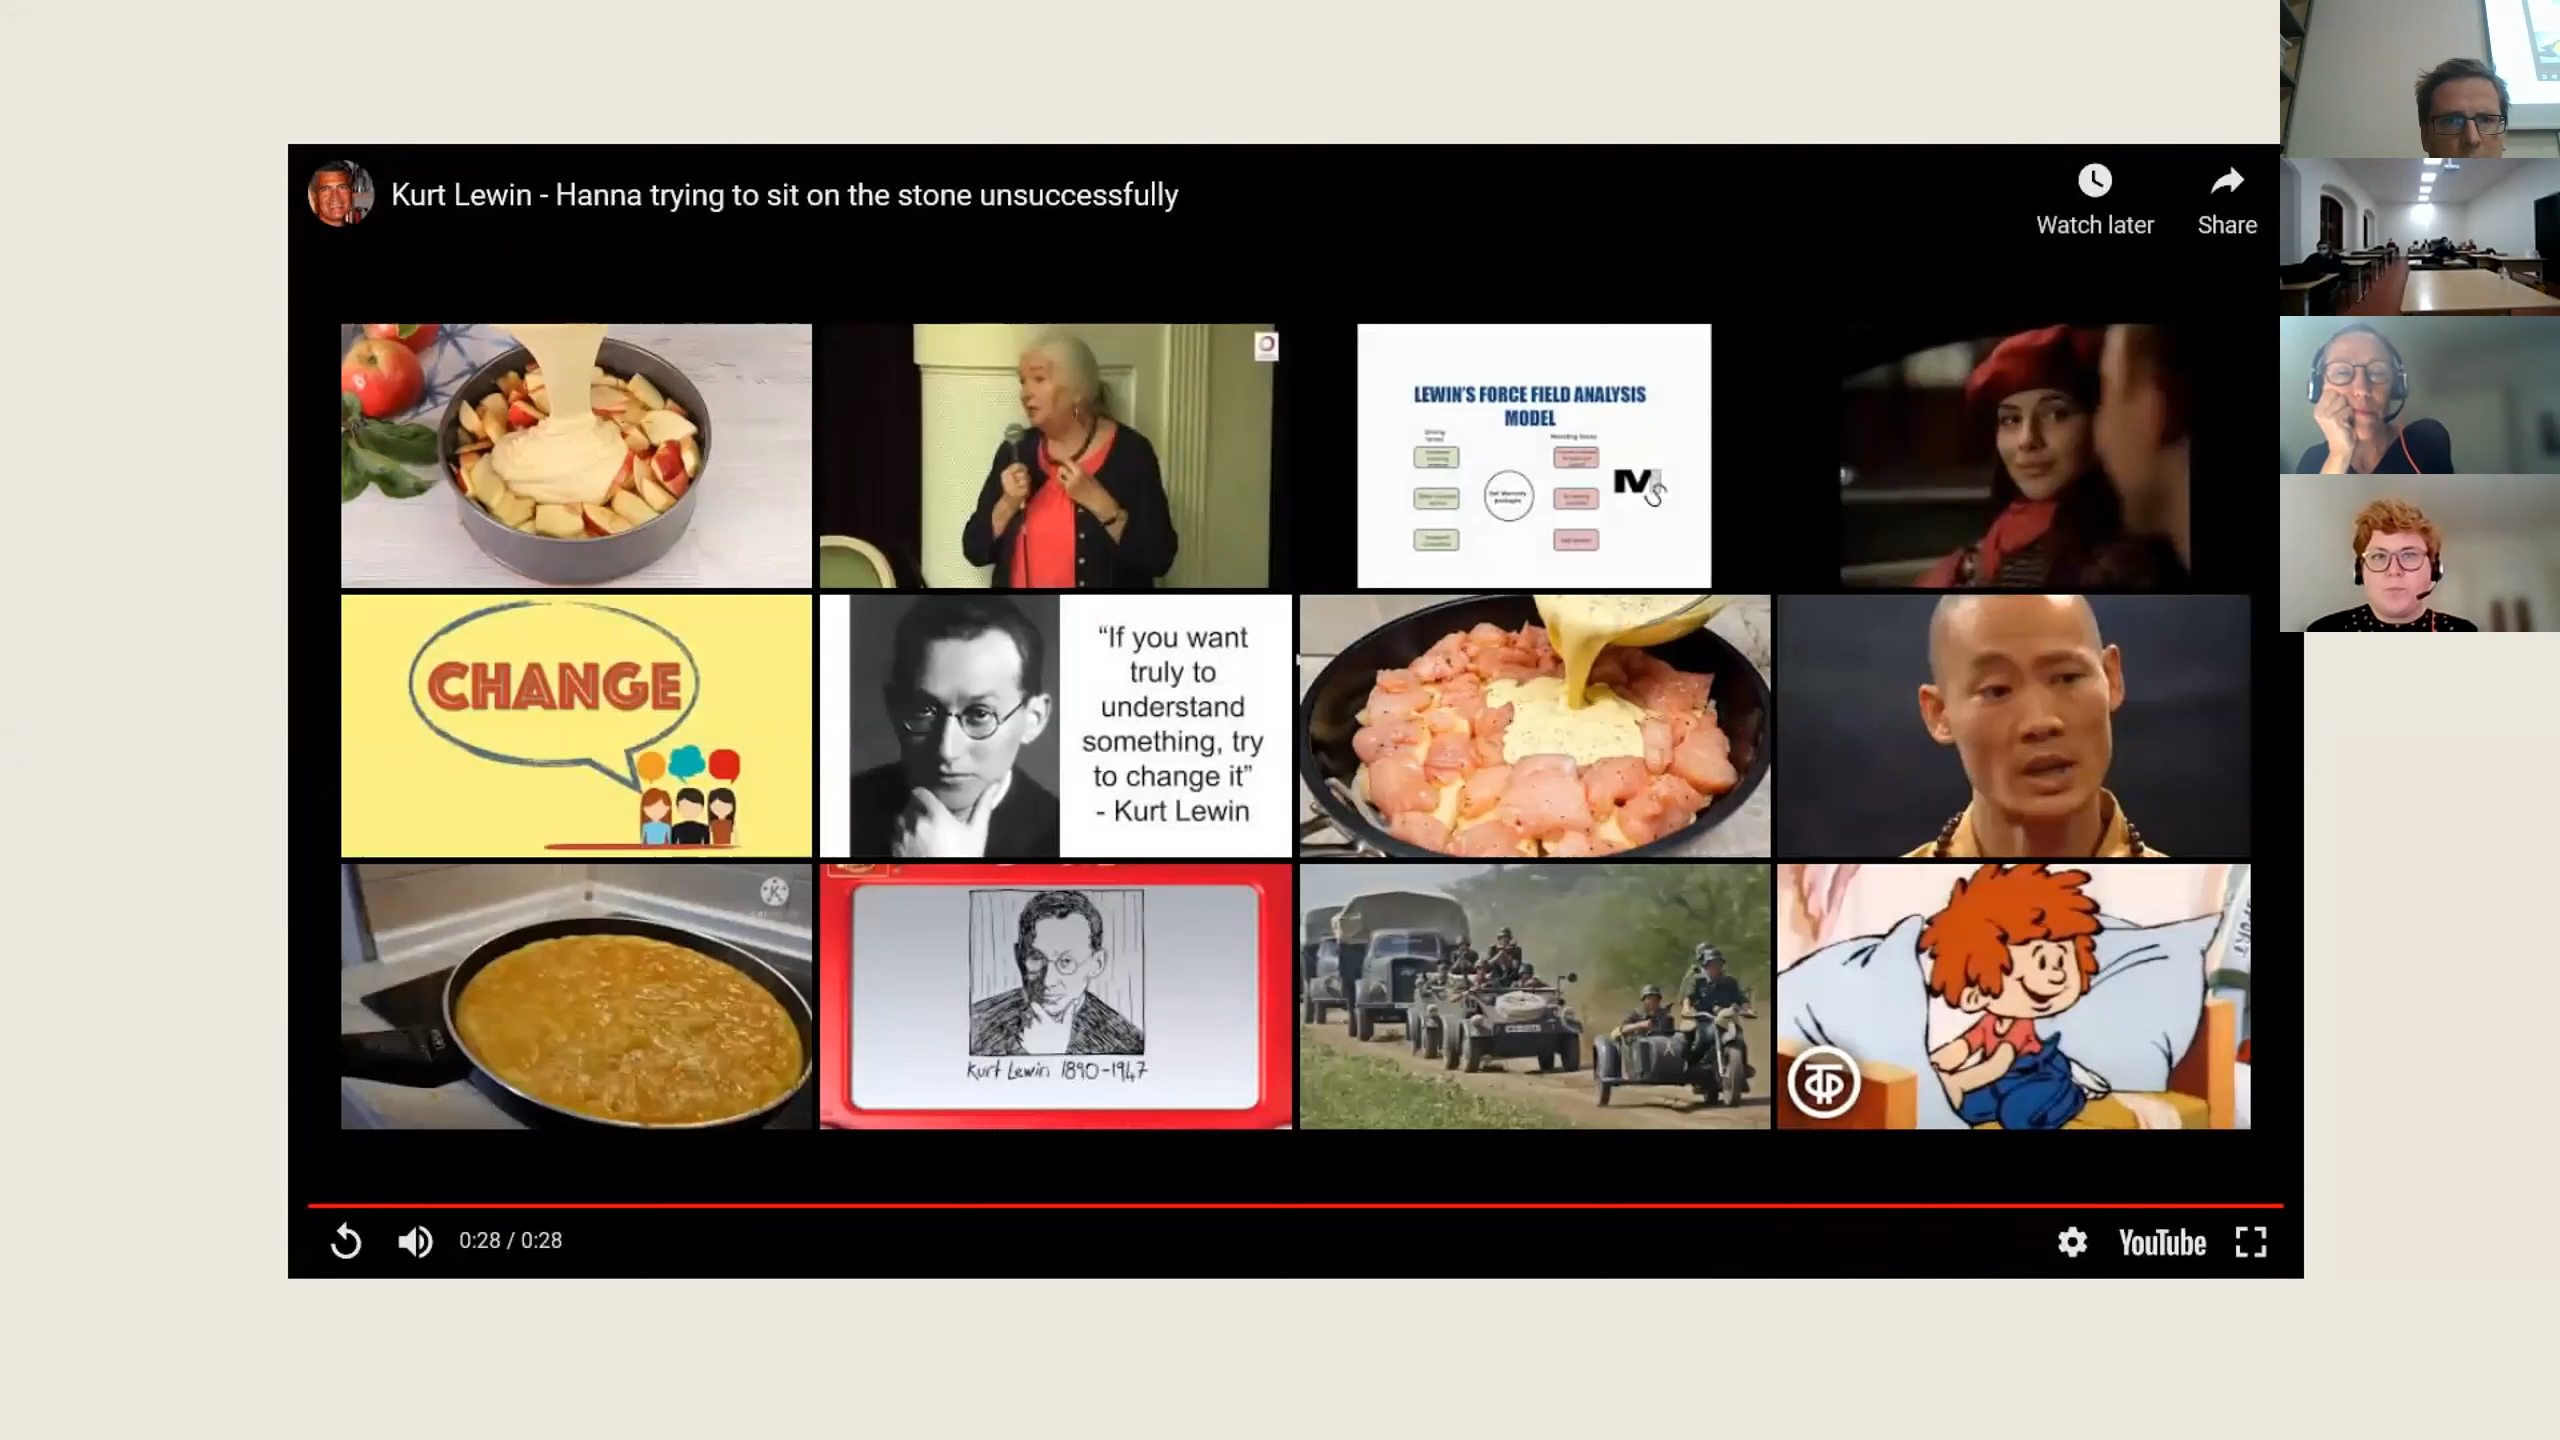 Kurt Lewin - Hanna trying to sit on the stone unsuccessfully
Watch later
Share
LEWIN'S FORCE FIELD ANALYSIS
MODEL
CHANGE
“If you want
truly to
understand
something, try
to change it”
- Kurt Lewin
Kurt Lewin 1890-1947
0:28 / 0:28
YouTube